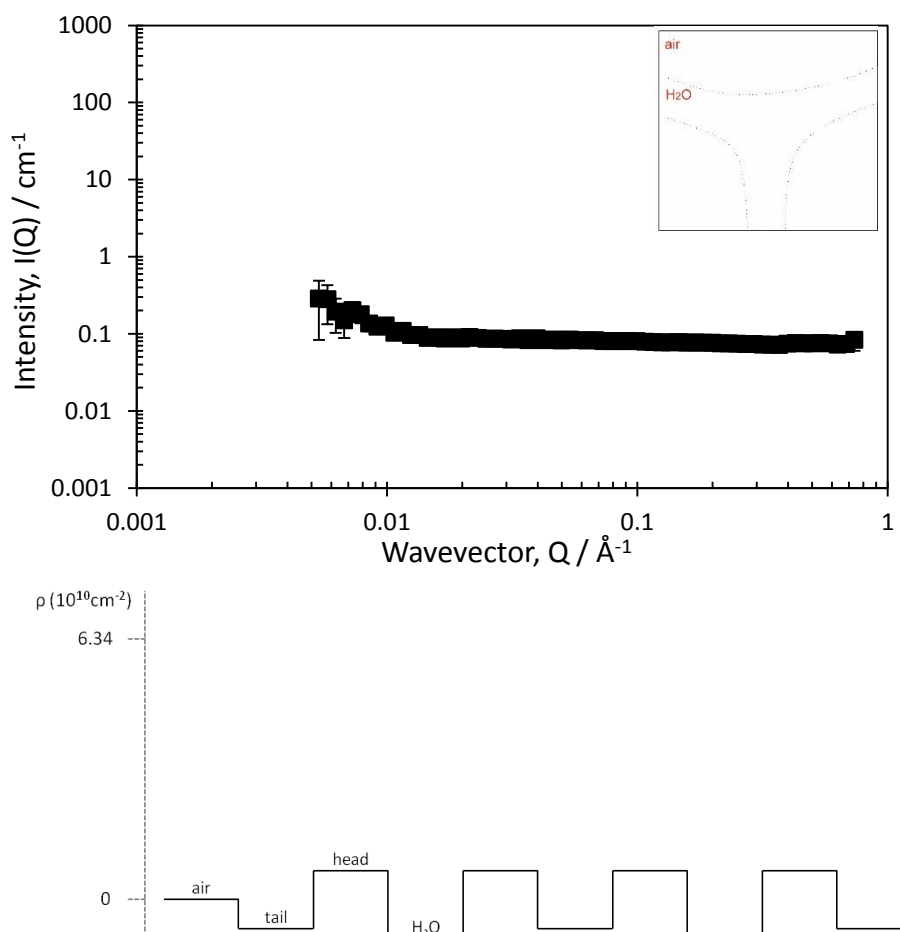 1000
100
10
1
0.1
0.01
0.001
Intensity, I(Q) / cm-1
air
H2O
0.001
0.01
0.1
1
Wavevector, Q / Å-1
ρ (10¹⁰cm⁻²)
6.34
0
air
tail
head
H₂O